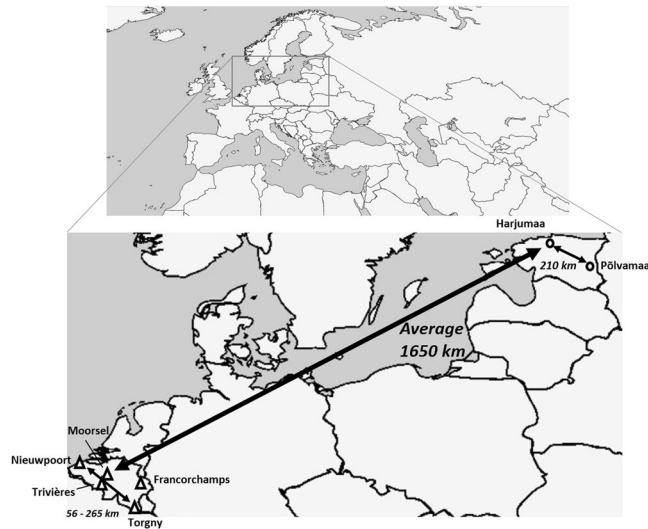 Harjumaa
210 km
Põlvamaa
Average
1650 km
Moorsel
Nieuwpoort
Francorchamps
Trivières
56 - 265 km
Torgny